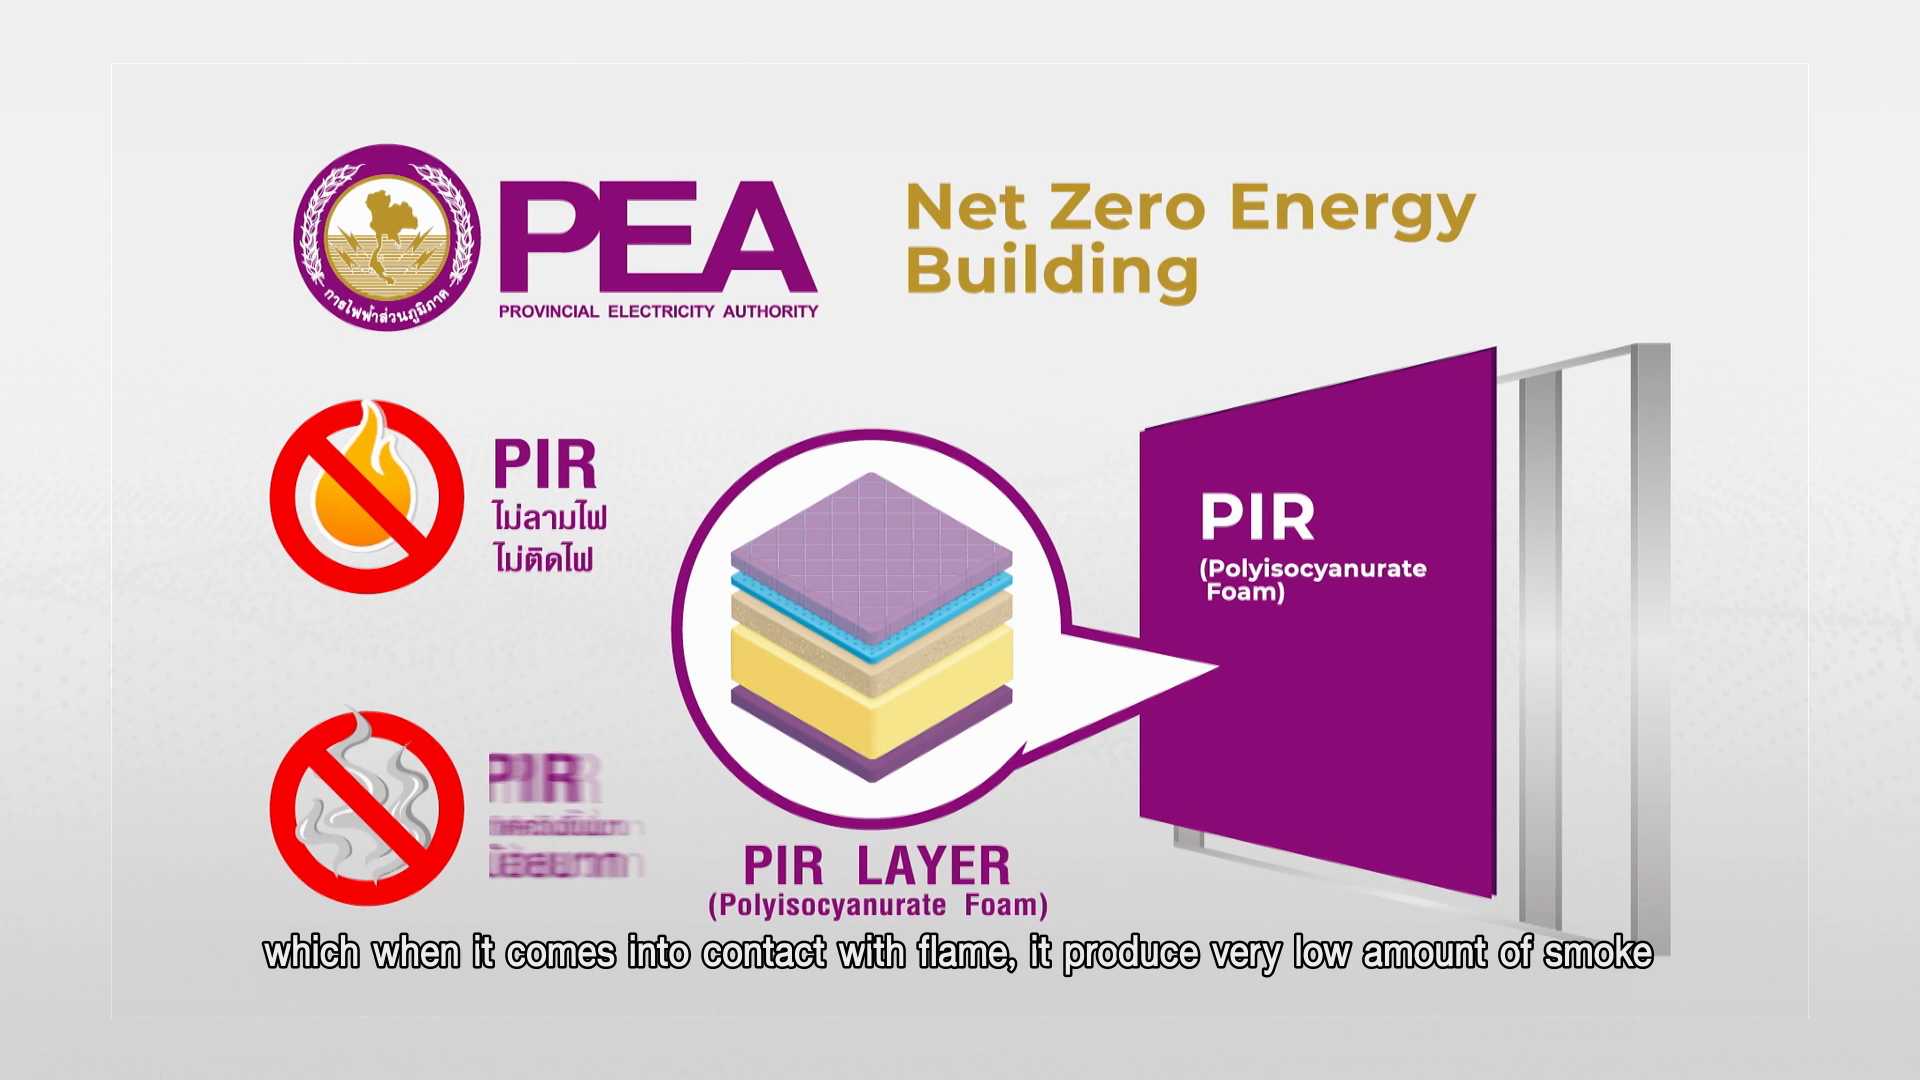 การไฟฟ้าส่วนภูมิภาค
PEA
PROVINCIAL ELECTRICITY AUTHORITY
Net Zero Energy
Building
PIR
ไม่ลามไฟ
ไม่ติดไฟ
PIR
(Polyisocyanurate
Foam)
PIR
PIR LAYER
(Polyisocyanurate Foam)
which when it comes into contact with flame, it produce very low amount of smoke